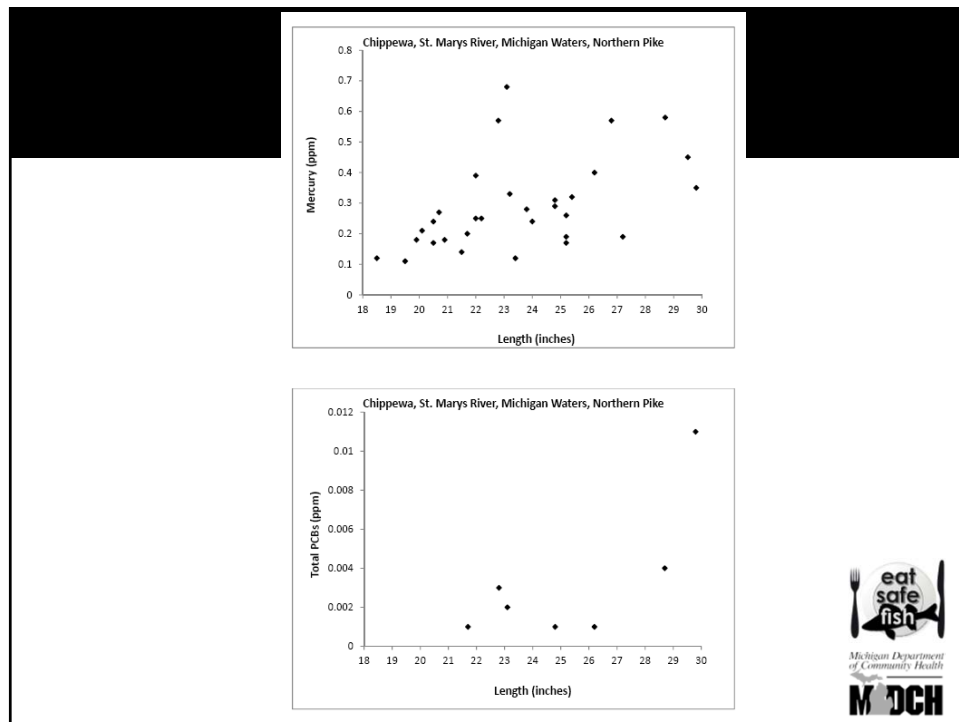 Chippewa, St. Marys River, Michigan Waters, Northern Pike
0.8
0.7
0.6
0.5
0.4
0.3
0.2
0.1
0
Mercury (ppm)
18 19 20 21 22 23 24 25 26 27 28 29 30
Length (inches)
Chippewa, St. Marys River, Michigan Waters, Northern Pike
0.012
0.01
0.008
0.006
0.004
0.002
0
Total PCBs (ppm)
18 19 20 21 22 23 24 25 26 27 28 29 30
Length (inches)
eat
safe
fish
Michigan Department
of Community Health
MDCH